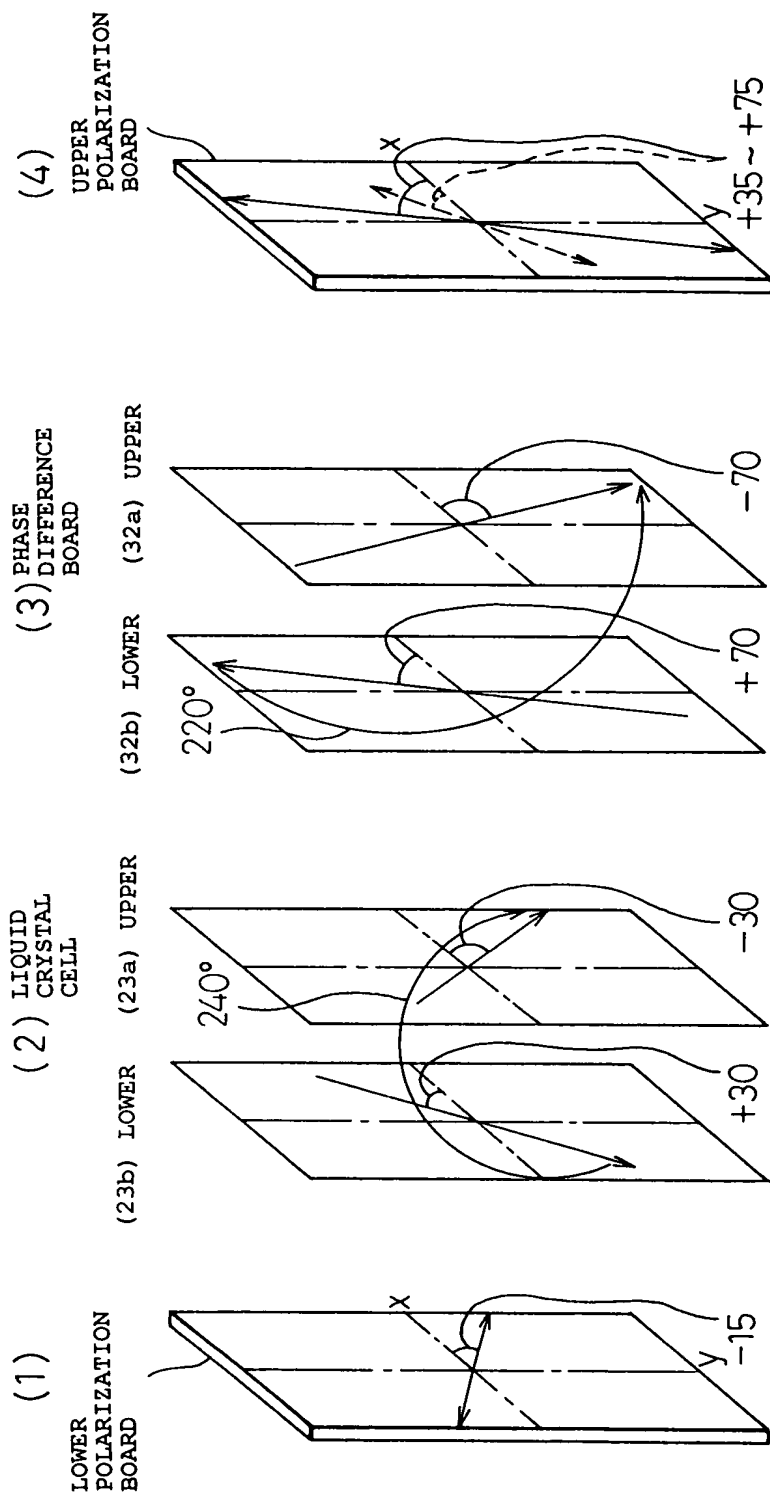 (1)
LOWER
POLARIZATION
BOARD
x
y
-15
(2) LIQUID
CRYSTAL
CELL
(23b) LOWER
(23a) UPPER
240°
+30
-30
(3) PHASE
DIFFERENCE
BOARD
(32b) LOWER
(32a) UPPER
220°
+70
-70
(4)
UPPER
POLARIZATION
BOARD
x
y
+35~+75